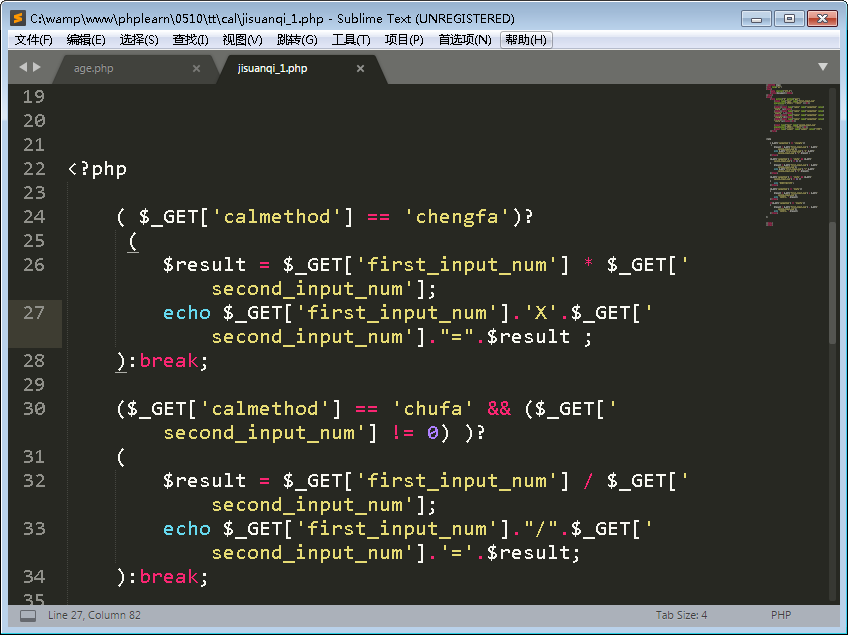 C:\wamp\www\phplearn\0510\tt\cal\jisuanqi_1.php - Sublime Text (UNREGISTERED)
文件(F) 编辑(E) 选择(S) 查找(I) 视图(V) 跳转(G) 工具(T) 项目(P) 首选项(N) 帮助(H)
age.php × jisuanqi_1.php ×
19
20
21
22 <?php
23
24 ( $_GET['calmethod'] == 'chengfa')?
25 (
26 $result = $_GET['first_input_num'] * $_GET['
second_input_num'];
27 echo $_GET['first_input_num'].'X'.$_GET['
second_input_num']."=".$result ;
28 ):break;
29
30 ($_GET['calmethod'] == 'chufa' && ($_GET['
second_input_num'] != 0) )?
31 (
32 $result = $_GET['first_input_num'] / $_GET['
second_input_num'];
33 echo $_GET['first_input_num']."/".$_GET['
second_input_num'].'='.$result;
34 ):break;
35
Line 27, Column 82 Tab Size: 4 PHP